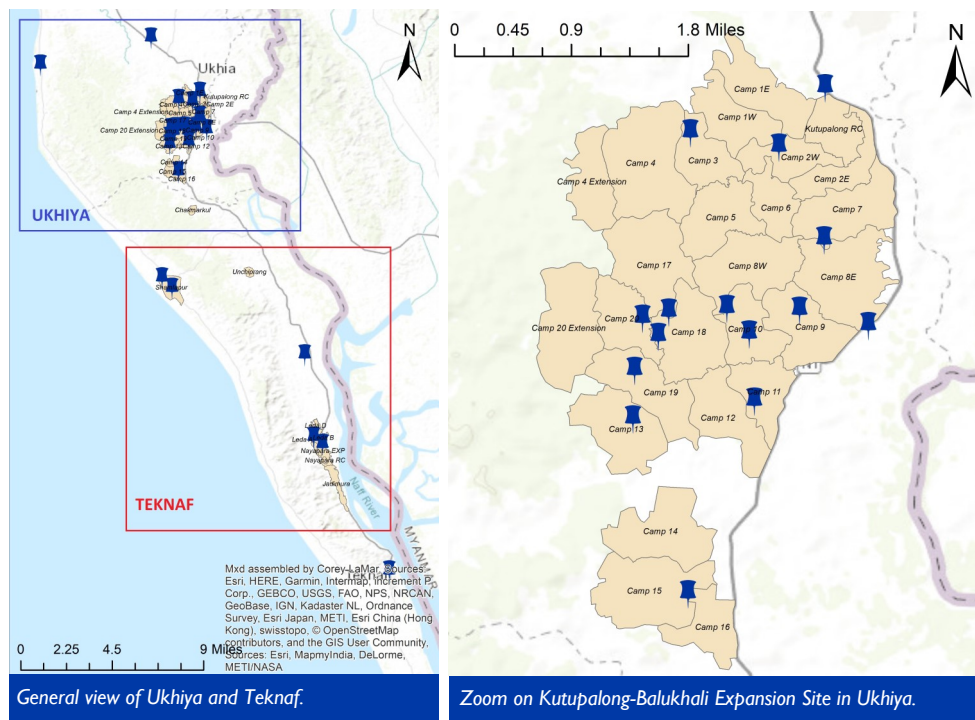 N
Ukhia
Kutupalong RC
Camp 2E
Camp 4 Extension
Camp 7
Camp 20 Extension
Camp 10
Camp 12
Camp 14
Camp 16
UKHIYA
Chakmarkul
Unchiprang
Shamlapur
Leda D
Nayapara EXP
Nayapara RC
Jadimura
Naff River
TEKNAF
MYANMAR
Teknaf
Mxd assembled by Corey LaMar, Sources:
Esri, HERE, Garmin, Intermap, increment P
Corp., GEBCO, USGS, FAO, NPS, NRCAN,
GeoBase, IGN, Kadaster NL, Ordnance
Survey, Esri Japan, METI, Esri China (Hong
Kong), swisstopo, © OpenStreetMap
contributors, and the GIS User Community,
Sources: Esri, MapmyIndia, DeLorme,
METI/NASA
0 2.25 4.5 9 Miles
General view of Ukhiya and Teknaf.
0 0.45 0.9 1.8 Miles
N
Camp 1E
Camp 1W
Kutupalong RC
Camp 3
Camp 2W
Camp 4
Camp 4 Extension
Camp 2E
Camp 6
Camp 7
Camp 5
Camp 17
Camp 8W
Camp 8E
Camp 20 Extension
Camp 20
Camp 18
Camp 10
Camp 9
Camp 19
Camp 11
Camp 12
Camp 13
Camp 14
Camp 15
Camp 16
Zoom on Kutupalong-Balukhali Expansion Site in Ukhiya.